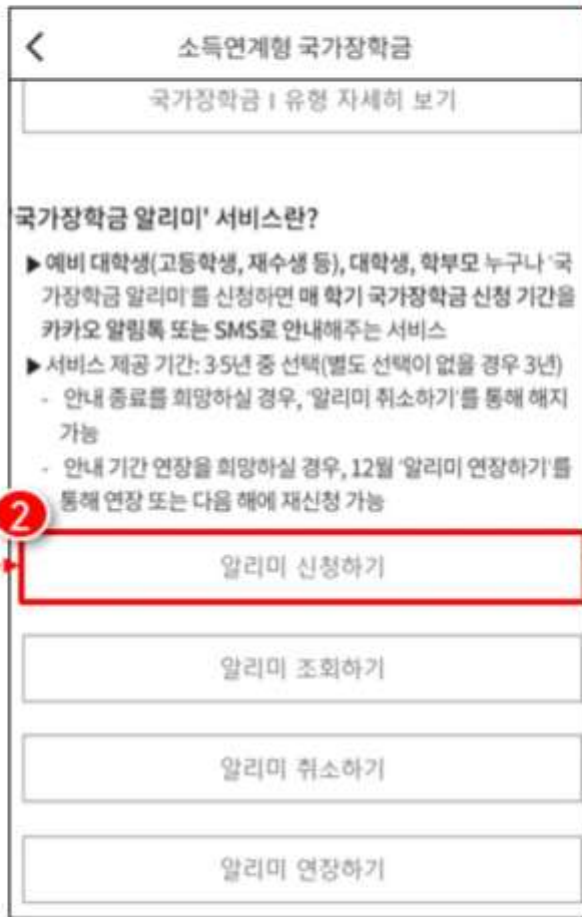 소득연계형 국가장학금
국가장학금 I 유형 자세히 보기
'국가장학금 알리미' 서비스란?
▶예비 대학생(고등학생, 재수생 등), 대학생, 학부모 누구나 '국
가장학금 알리미'를 신청하면 매 학기 국가장학금 신청 기간을
카카오 알림톡 또는 SMS로 안내해주는 서비스
▶서비스 제공 기간: 3·5년 중 선택(별도 선택이 없을 경우 3년)
- 안내 종료를 희망하실 경우, '알리미 취소하기'를 통해 해지
가능
- 안내 기간 연장을 희망하실 경우, 12월 '알리미 연장하기'를
통해 연장 또는 다음 해에 재신청 가능
2
알리미 신청하기
알리미 조회하기
알리미 취소하기
알리미 연장하기